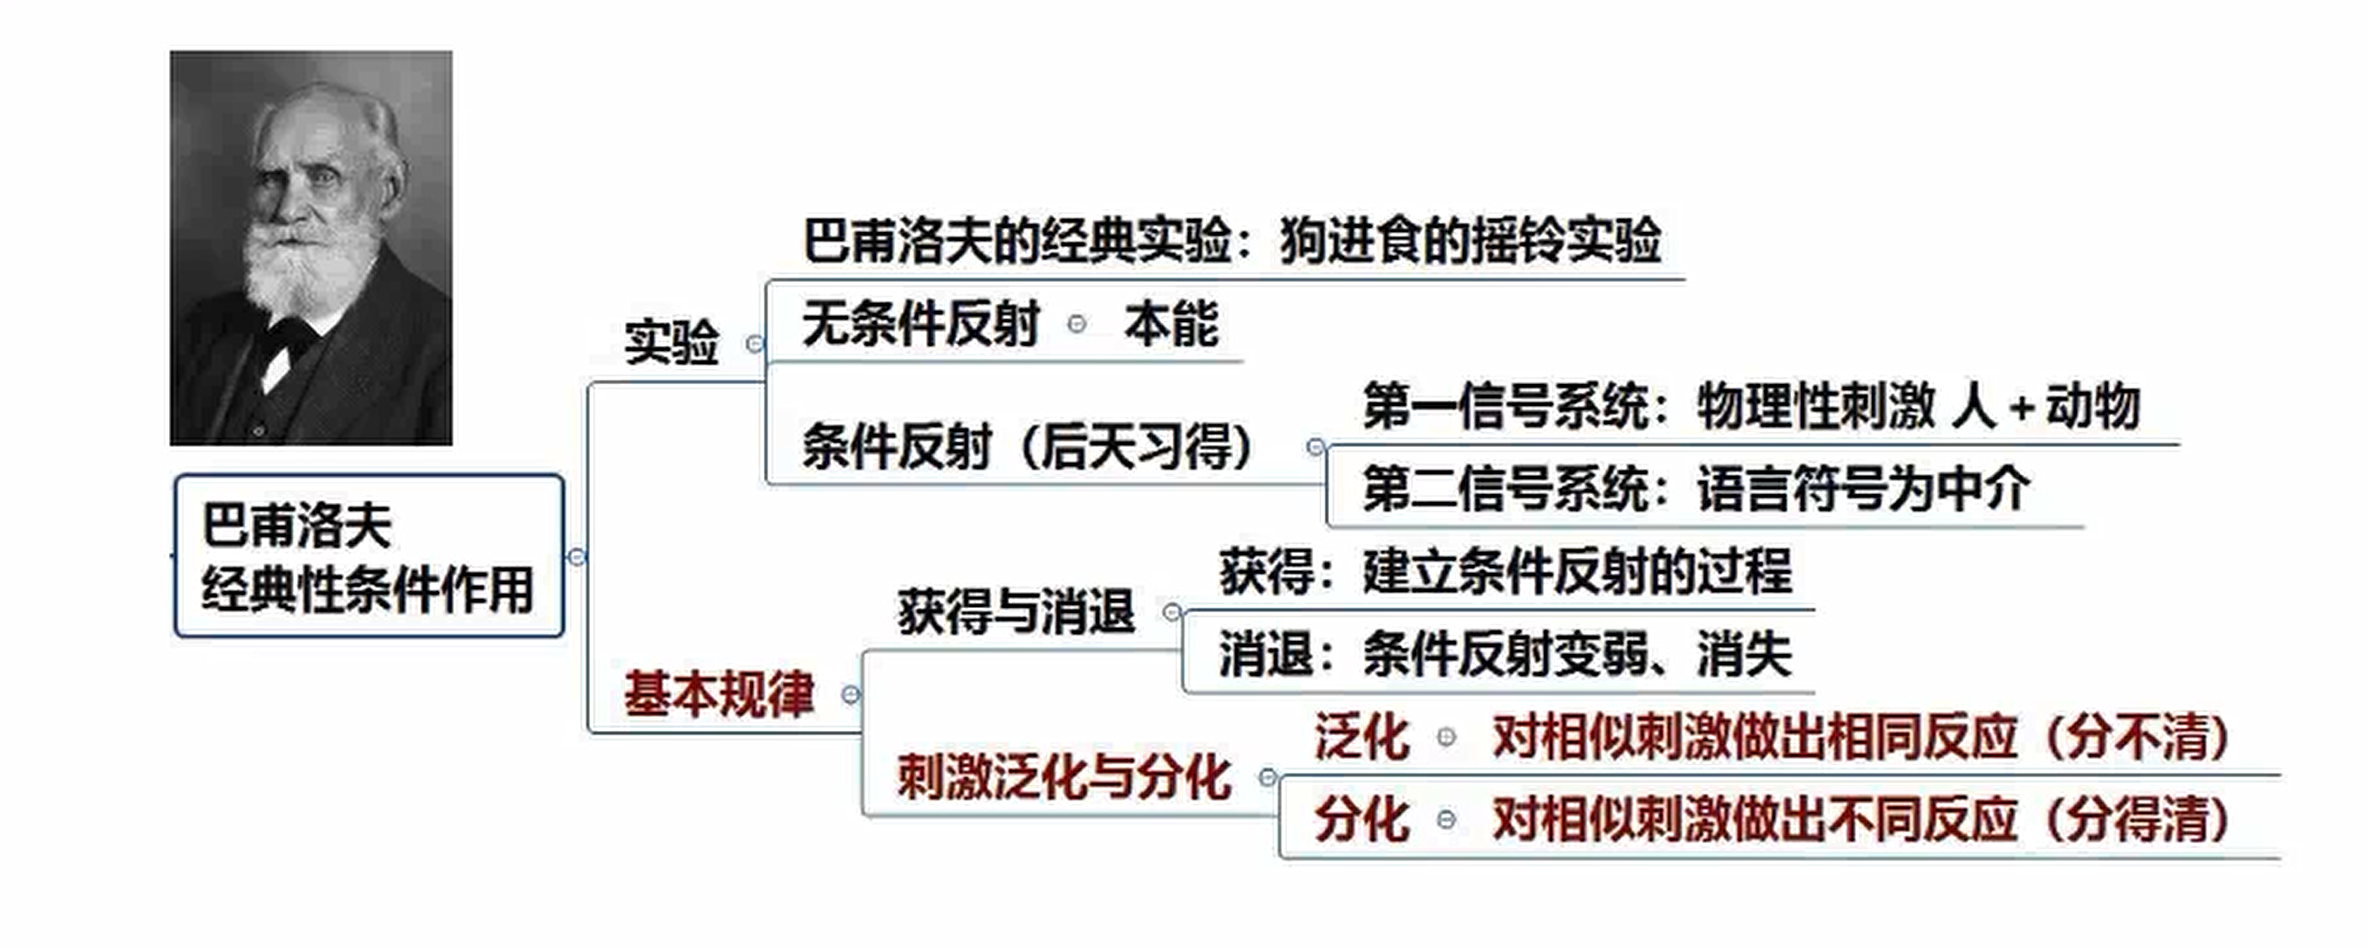 巴甫洛夫
经典性条件作用
实验
巴甫洛夫的经典实验：狗进食的摇铃实验
无条件反射 本能
条件反射（后天习得）
第一信号系统：物理性刺激 人+动物
第二信号系统：语言符号为中介
基本规律
获得与消退
获得：建立条件反射的过程
消退：条件反射变弱、消失
刺激泛化与分化
泛化 对相似刺激做出相同反应（分不清）
分化 对相似刺激做出不同反应（分得清）